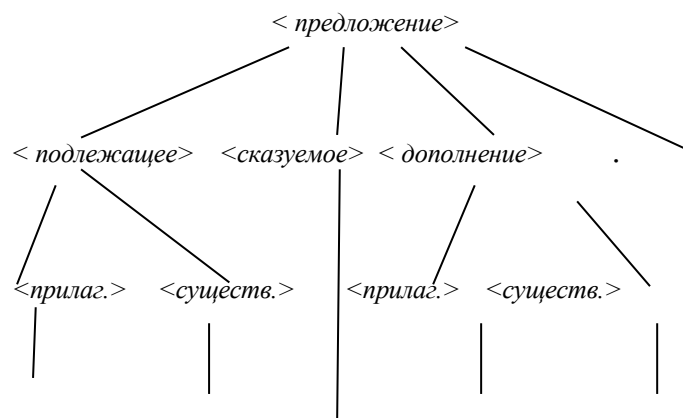 < предложение>
< подлежащее> <сказуемое> < дополнение> .
<прилаг.> <существ.> <прилаг.> <существ.>